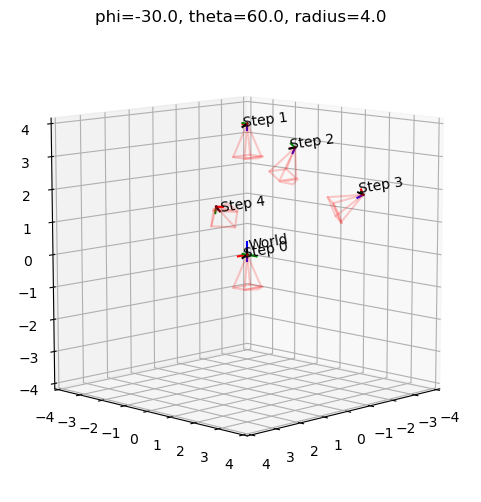 phi=-30.0, theta=60.0, radius=4.0
Step 1
Step 2
Step 3
Step 4
World
Step 0
4
3
2
1
0
−1
−2
−3
−4
−4 −3 −2 −1 0 1 2 3 4
4 3 2 1 0 −1 −2 −3 −4